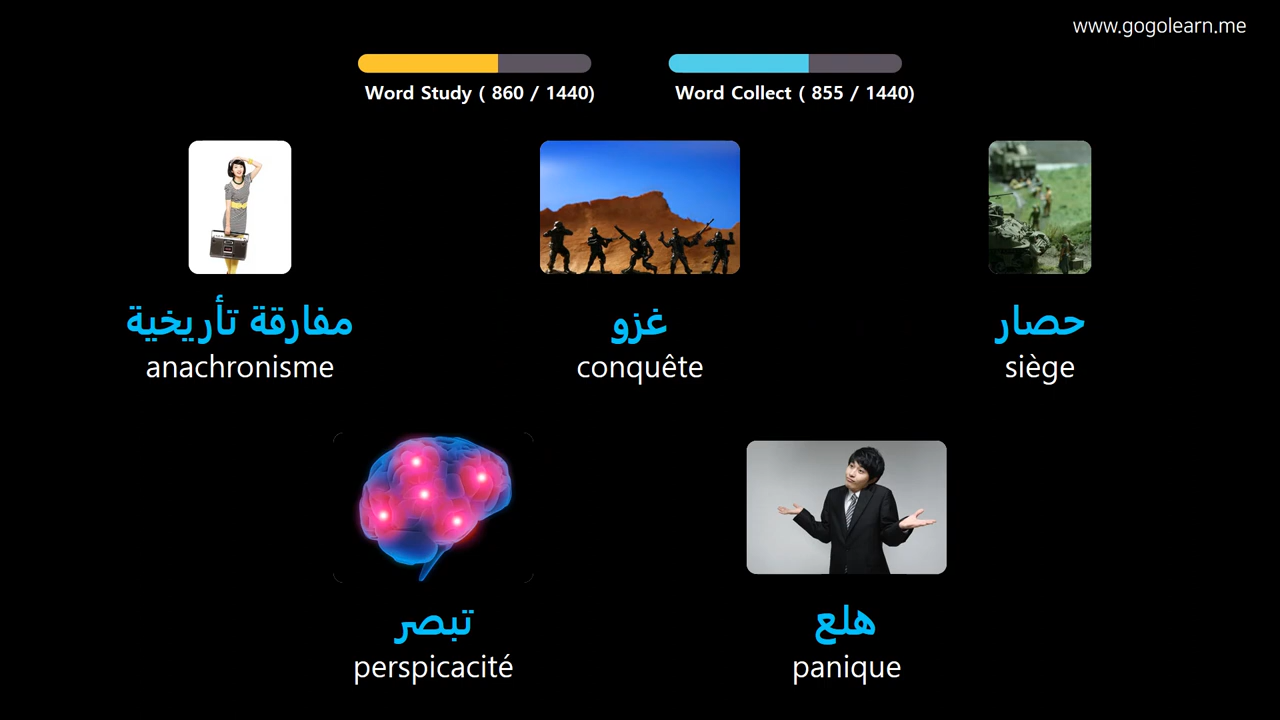 www.gogolearn.me
Word Study ( 860 / 1440)
Word Collect ( 855 / 1440)
مفارقة تأريخية
anachronisme
غزو
conquête
حصار
siège
تبصر
perspicacité
هلع
panique